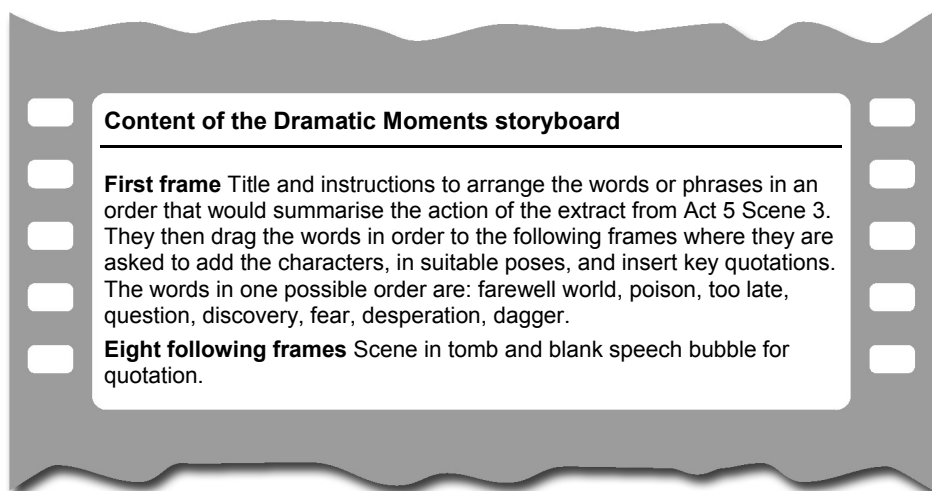 Content of the Dramatic Moments storyboard
First frame Title and instructions to arrange the words or phrases in an
order that would summarise the action of the extract from Act 5 Scene 3.
They then drag the words in order to the following frames where they are
asked to add the characters, in suitable poses, and insert key quotations.
The words in one possible order are: farewell world, poison, too late,
question, discovery, fear, desperation, dagger.
Eight following frames Scene in tomb and blank speech bubble for
quotation.